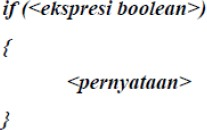 if (<ekspresi boolean>)
{
<pernyataan>
}